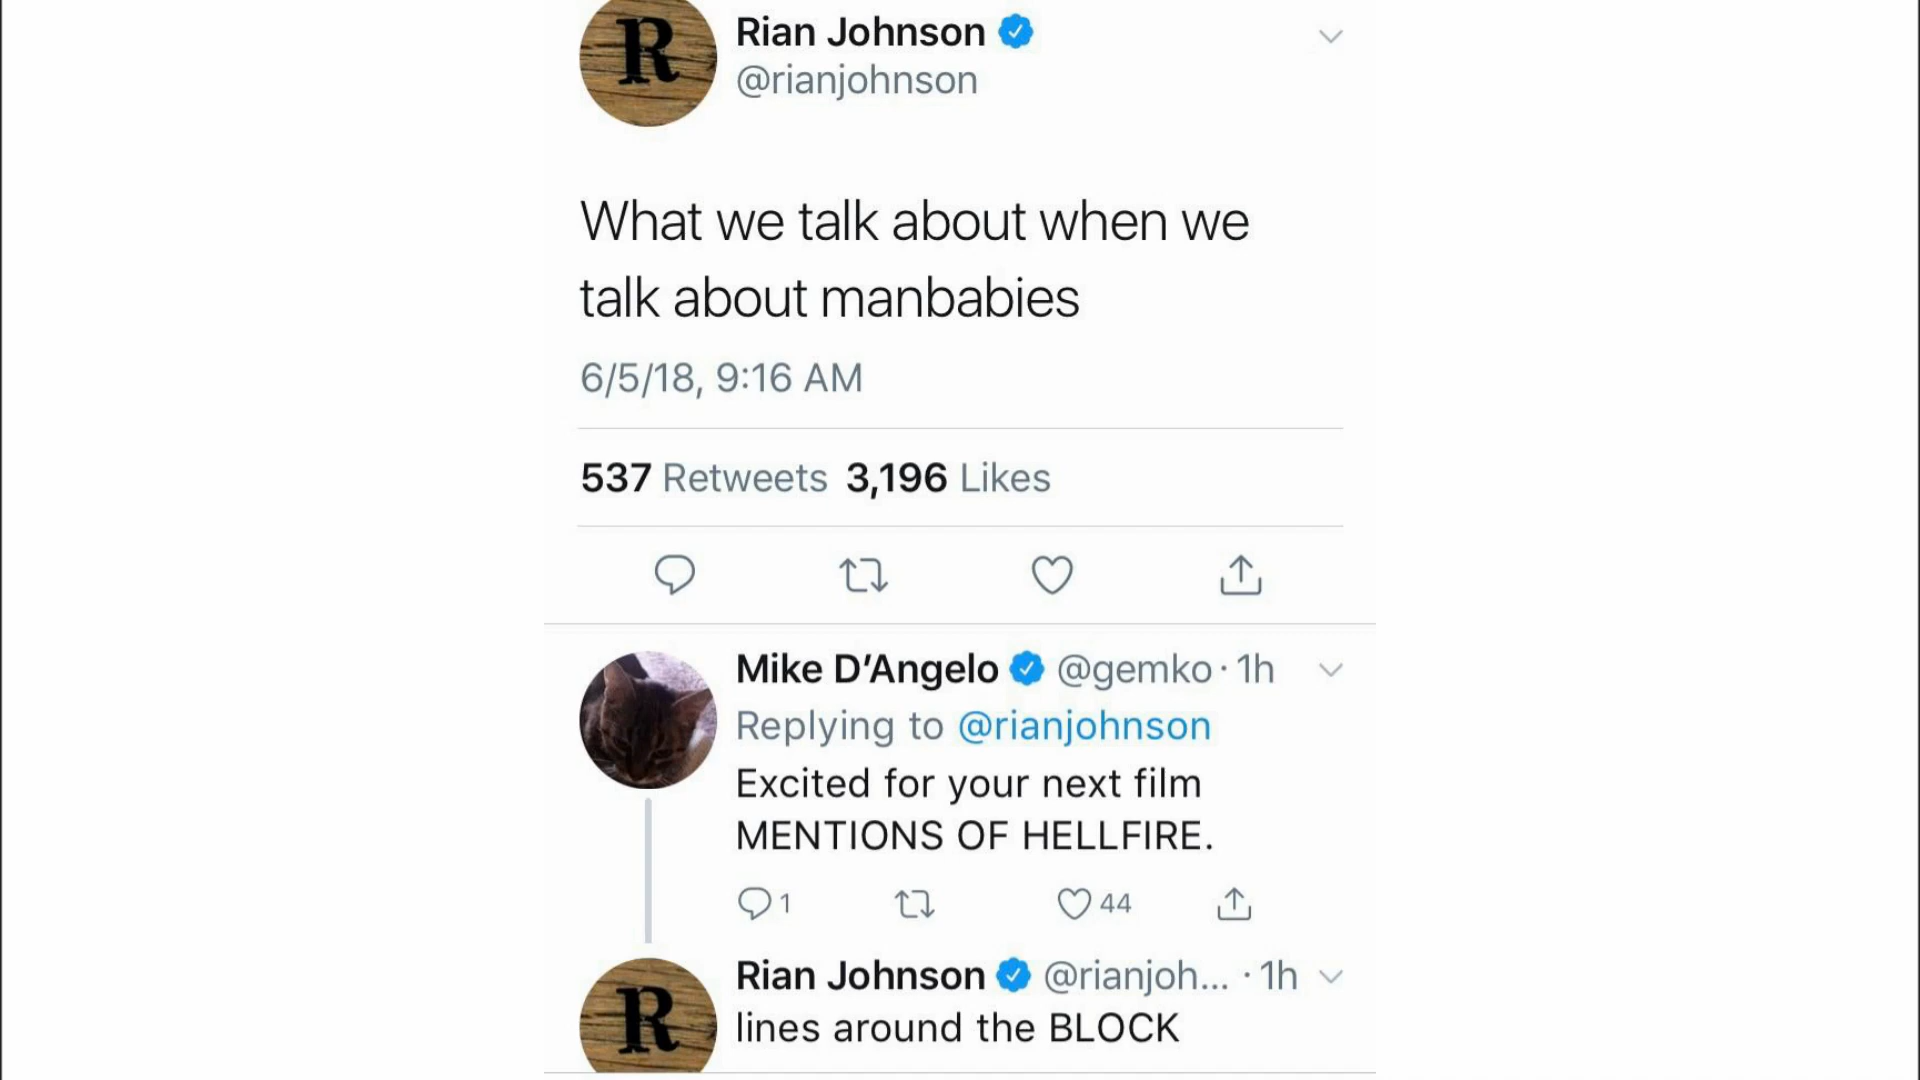 R
Rian Johnson
@rianjohnson
What we talk about when we
talk about manbabies
6/5/18, 9:16 AM
537 Retweets 3,196 Likes
Mike D’Angelo @gemko · 1h
Replying to @rianjohnson
Excited for your next film
MENTIONS OF HELLFIRE.
1 44
R
Rian Johnson @rianjoh... · 1h
lines around the BLOCK